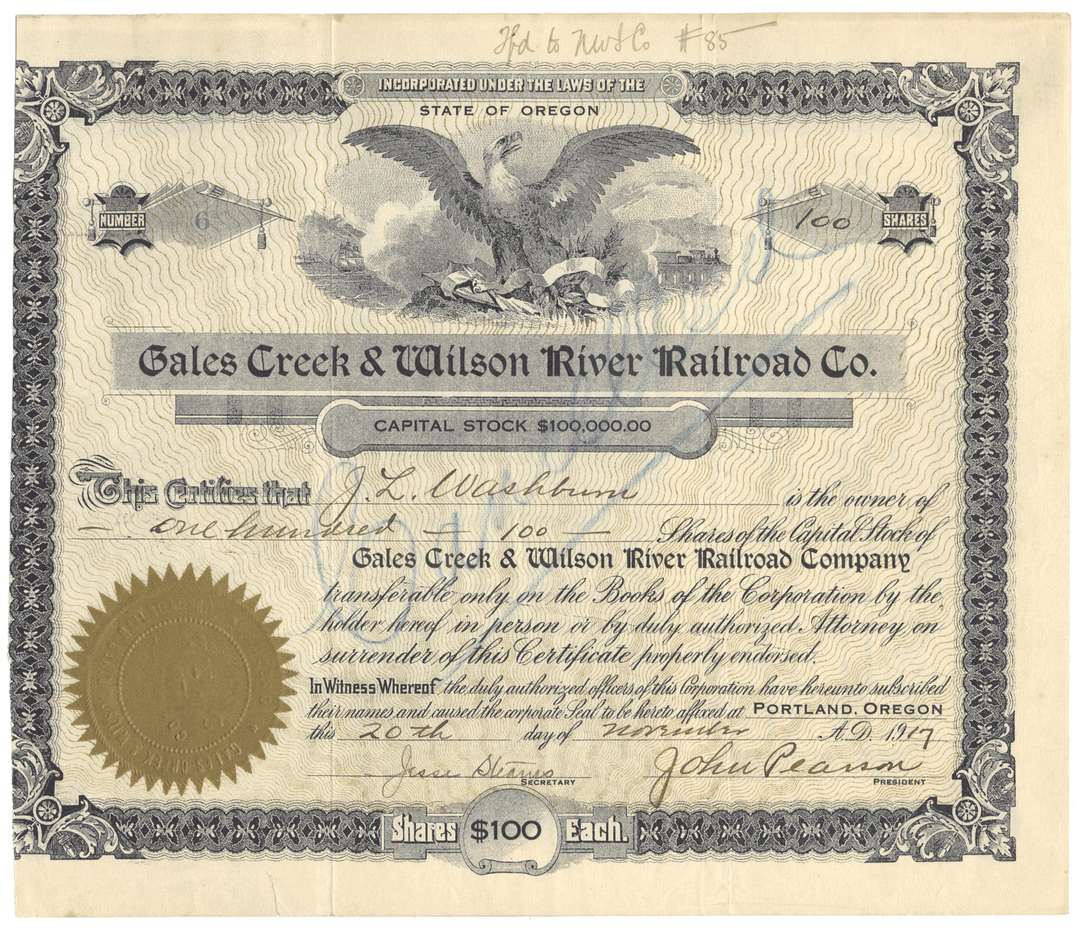 Tfd to NW&Co #85
INCORPORATED UNDER THE LAWS OF THE
STATE OF OREGON
NUMBER 6
100 SHARES
Gales Creek & Wilson River Railroad Co.
CAPITAL STOCK $100,000.00
This Certifies that J. L. Washburn is the owner of
— one hundred — 100 — Shares of the Capital Stock of
Gales Creek & Wilson River Railroad Company
transferable only on the Books of the Corporation by the
holder hereof in person or by duly authorized Attorney on
surrender of this Certificate properly endorsed.
In Witness Whereof the duly authorized officers of this Corporation have hereunto subscribed
their names and caused the corporate Seal to be hereto affixed at PORTLAND, OREGON
this 20th day of November A.D. 1917
Jesse Stearns John Pearson
SECRETARY PRESIDENT
Shares $100 Each.